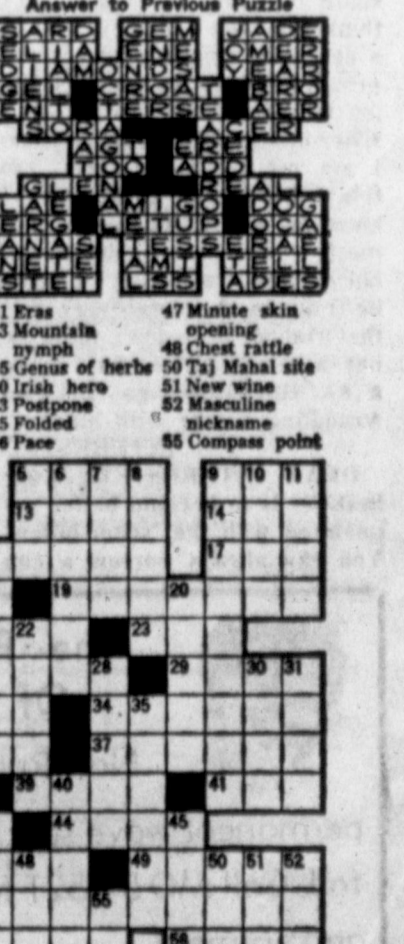 Answer to Previous Puzzle
SARD GEM JADE
ELIA ENE OMER
DIAMONDS YEAR
GEL CROAT BRO
ENT TERSE AER
SORA AGER
AGT ERE
TOO ADD
GLEN REAL
LAE AMIGO DOG
ERG LETUP OCA
ANAS TESSERAE
NETE AMT TEES
STET LSS ADES
1 Eras
3 Mountain
nymph
5 Genus of herbs
0 Irish hero
3 Postpone
5 Folded
6 Pace
47 Minute skin
opening
48 Chest rattle
50 Taj Mahal site
51 New wine
52 Masculine
nickname
55 Compass point
5 6 7 8 9 10 11
13 14
17
19 20
22 23
28 29 30 31
34 35
37
39 40 41
44 45
48 49 50 51 52
55
58